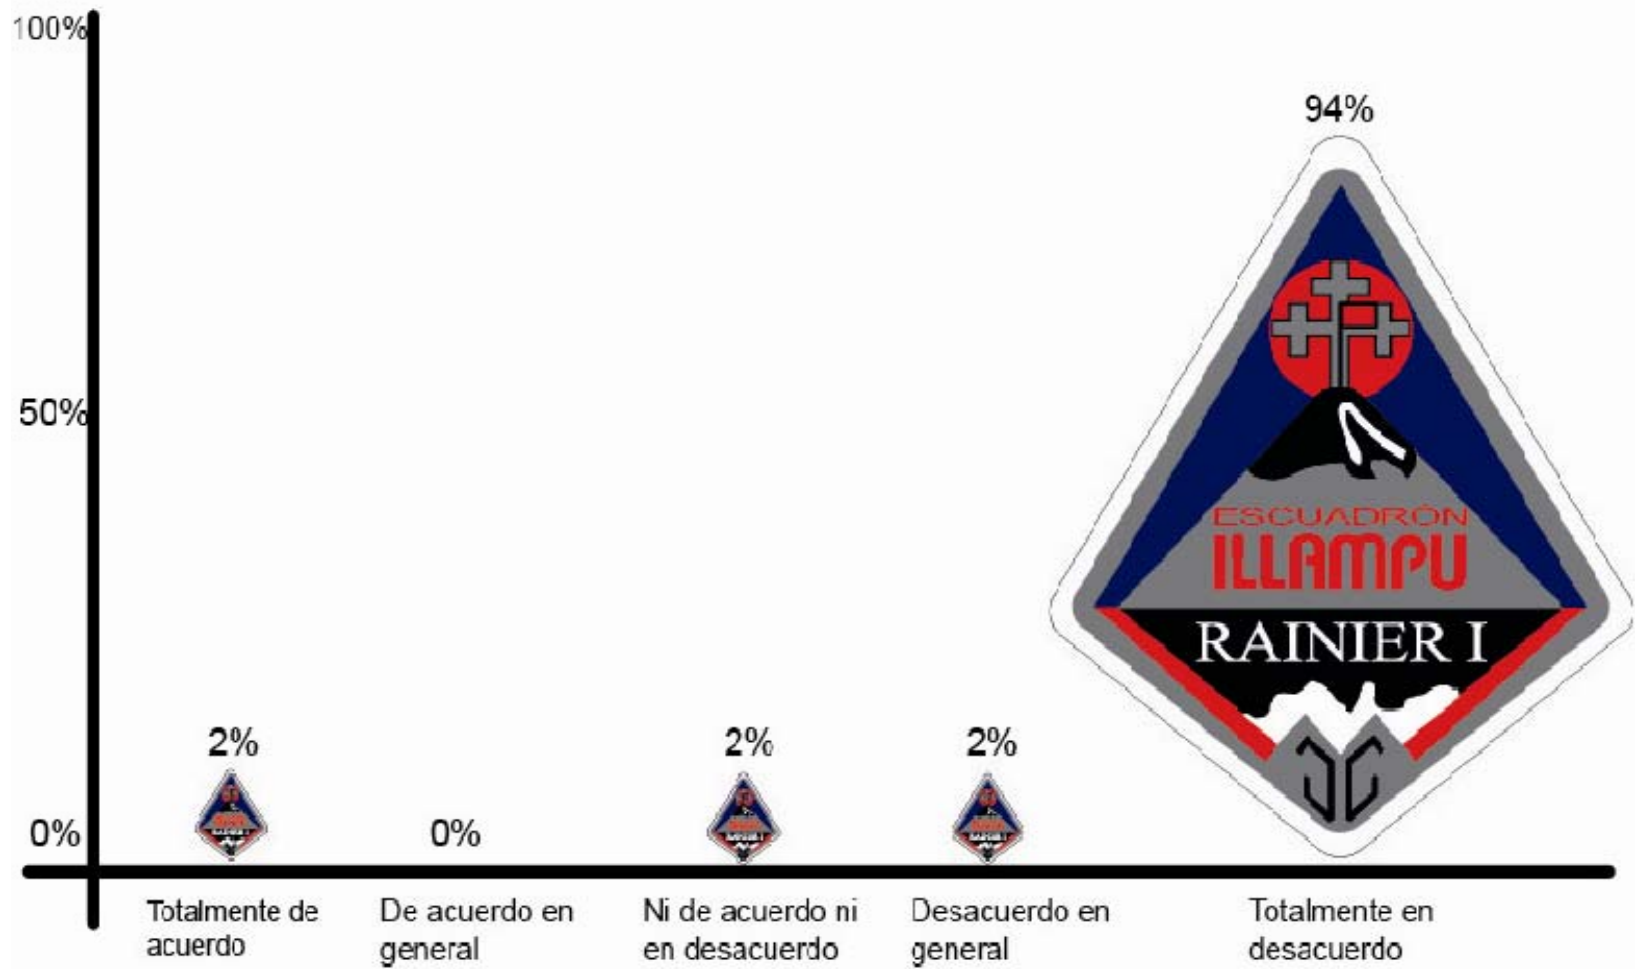 100%
94%
50%
ESCUADRÓN
ILLAMPU
RAINIER I
2%
2%
2%
0%
0%
Totalmente de
acuerdo
De acuerdo en
general
Ni de acuerdo ni
en desacuerdo
Desacuerdo en
general
Totalmente en
desacuerdo